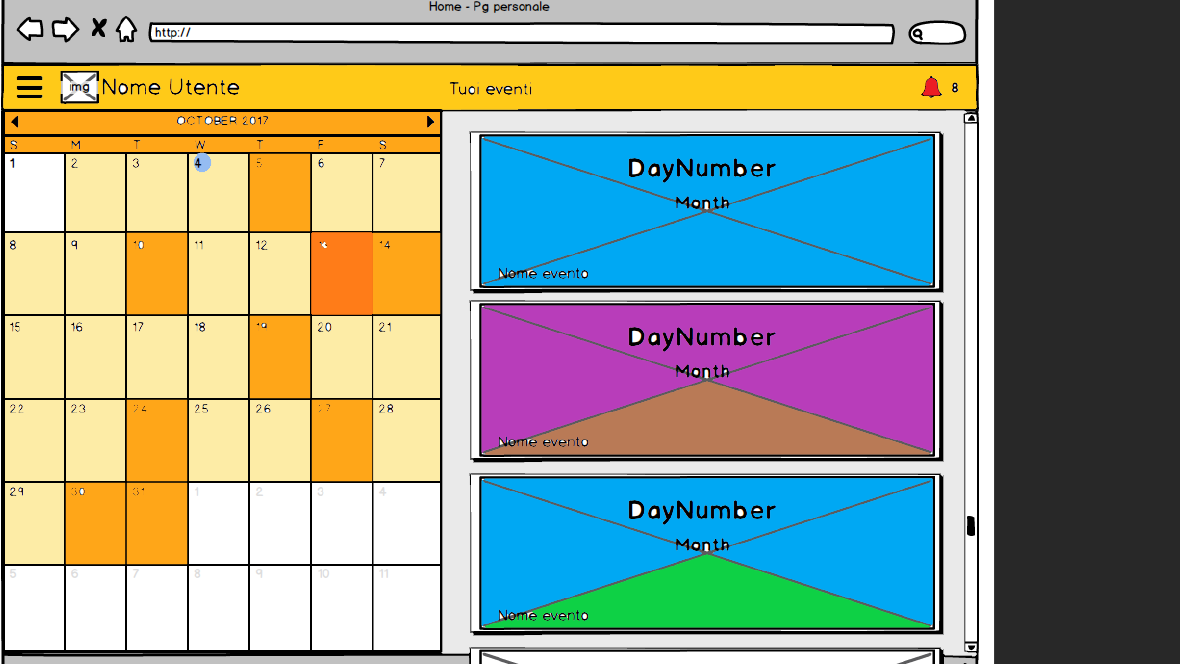 Home - Pg personale
http://
img Nome Utente Tuoi eventi 8
OCTOBER 2017
S M T W T F S
1 2 3 4 5 6 7
8 9 10 11 12 13 14
15 16 17 18 19 20 21
22 23 24 25 26 27 28
29 30 31 1 2 3 4
5 6 7 8 9 10 11
DayNumber
Month
Nome evento
DayNumber
Month
Nome evento
DayNumber
Month
Nome evento